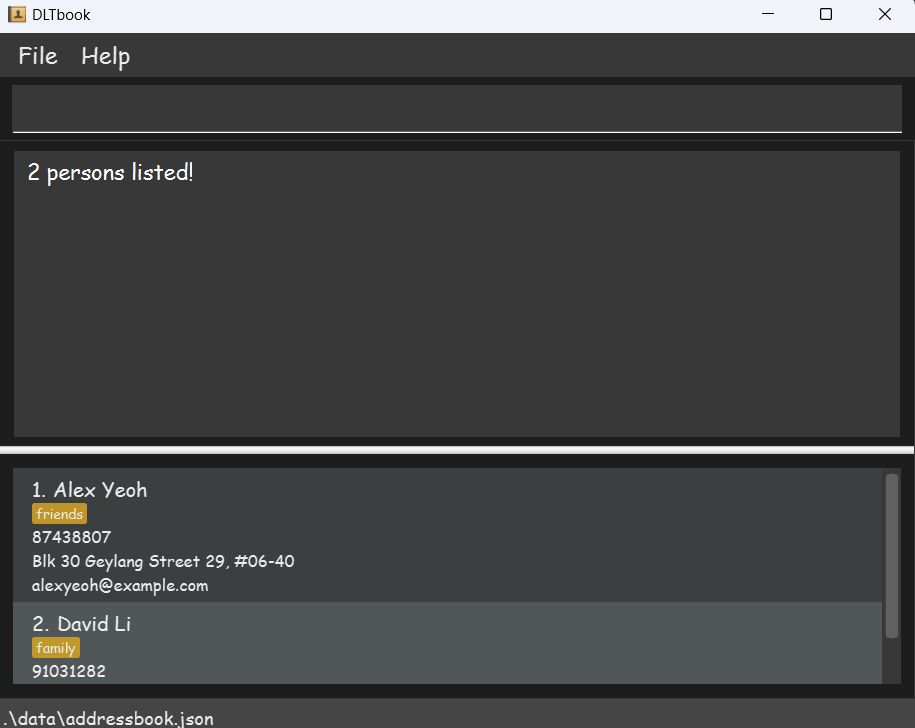 DLTbook
File Help
2 persons listed!
1. Alex Yeoh
friends
87438807
Blk 30 Geylang Street 29, #06-40
alexyeoh@example.com
2. David Li
family
91031282
.\data\addressbook.json